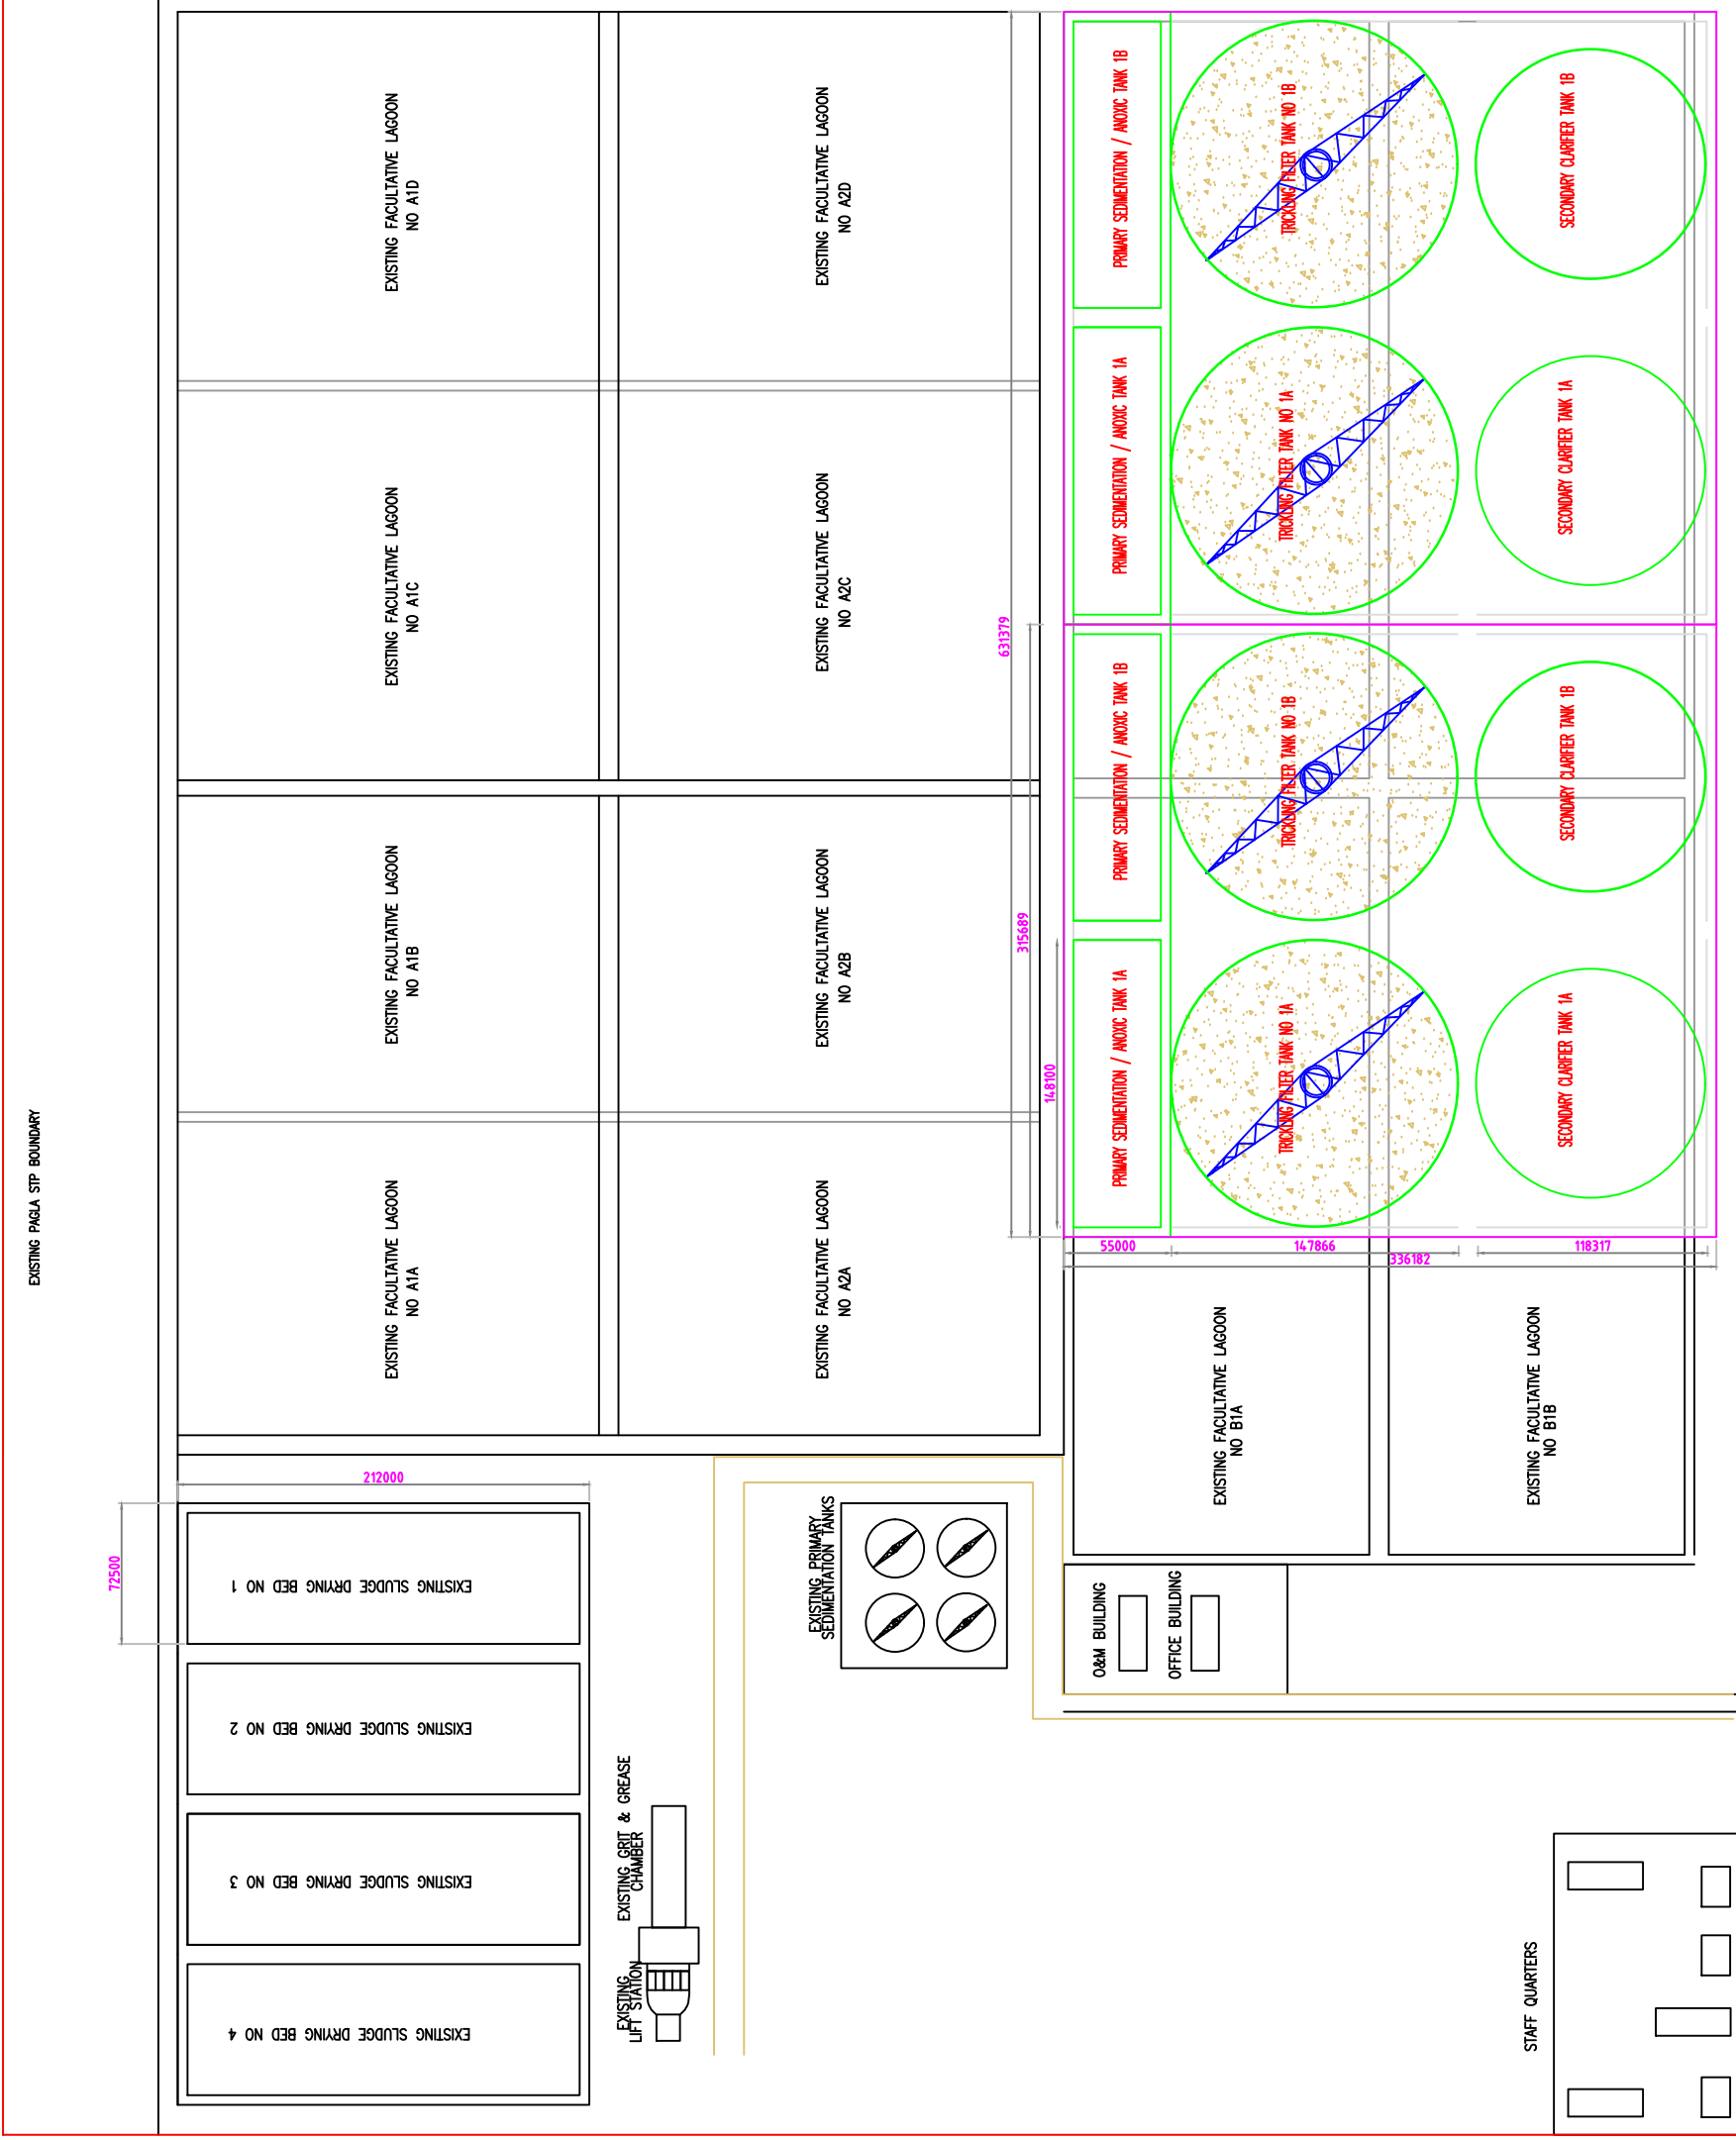 EXISTING PAGLA STP BOUNDARY
EXISTING FACULTATIVE LAGOON
NO A1D
EXISTING FACULTATIVE LAGOON
NO A2D
EXISTING FACULTATIVE LAGOON
NO A1C
EXISTING FACULTATIVE LAGOON
NO A2C
EXISTING FACULTATIVE LAGOON
NO A1B
EXISTING FACULTATIVE LAGOON
NO A2B
EXISTING FACULTATIVE LAGOON
NO A1A
EXISTING FACULTATIVE LAGOON
NO A2A
631379
315689
148100
PRIMARY SEDIMENTATION / ANOXIC TANK 1B
TRICKLING FILTER TANK NO 1B
SECONDARY CLARIFIER TANK 1B
PRIMARY SEDIMENTATION / ANOXIC TANK 1A
TRICKLING FILTER TANK NO 1A
SECONDARY CLARIFIER TANK 1A
PRIMARY SEDIMENTATION / ANOXIC TANK 1B
TRICKLING FILTER TANK NO 1B
SECONDARY CLARIFIER TANK 1B
PRIMARY SEDIMENTATION / ANOXIC TANK 1A
TRICKLING FILTER TANK NO 1A
SECONDARY CLARIFIER TANK 1A
55000
147866
118317
336182
EXISTING FACULTATIVE LAGOON
NO B1A
EXISTING FACULTATIVE LAGOON
NO B1B
212000
72500
EXISTING SLUDGE DRYING BED NO 1
EXISTING SLUDGE DRYING BED NO 2
EXISTING SLUDGE DRYING BED NO 3
EXISTING SLUDGE DRYING BED NO 4
EXISTING PRIMARY
SEDIMENTATION TANKS
O&M BUILDING
OFFICE BUILDING
EXISTING GRIT & GREASE
CHAMBER
EXISTING
LIFT STATION
STAFF QUARTERS